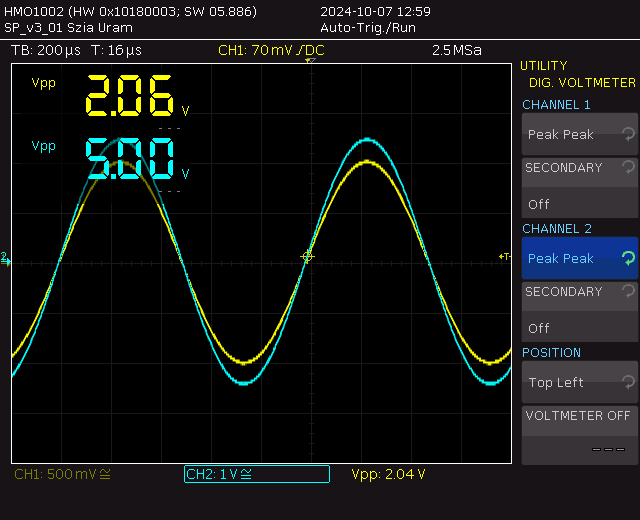 HMO1002 (HW 0x10180003; SW 05.886)
2024-10-07 12:59
SP_v3_01 Szia Uram
Auto-Trig./Run
TB: 200 µs T: 16 µs
CH1: 70 mV / DC
2.5 MSa
Vpp 2.06 V
Vpp 5.00 V
2
T
UTILITY
DIG. VOLTMETER
CHANNEL 1
Peak Peak
SECONDARY
Off
CHANNEL 2
Peak Peak
SECONDARY
Off
POSITION
Top Left
VOLTMETER OFF
---
CH1: 500 mV ≅
CH2: 1 V ≅
Vpp: 2.04 V